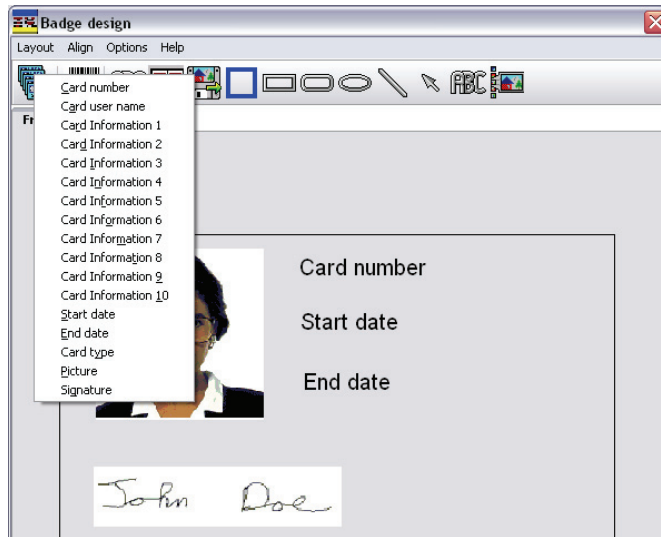 Badge design
Layout Align Options Help
ABC
Fr
Card number
Card user name
Card Information 1
Card Information 2
Card Information 3
Card Information 4
Card Information 5
Card Information 6
Card Information 7
Card Information 8
Card Information 9
Card Information 10
Start date
End date
Card type
Picture
Signature
Card number
Start date
End date
John Doe